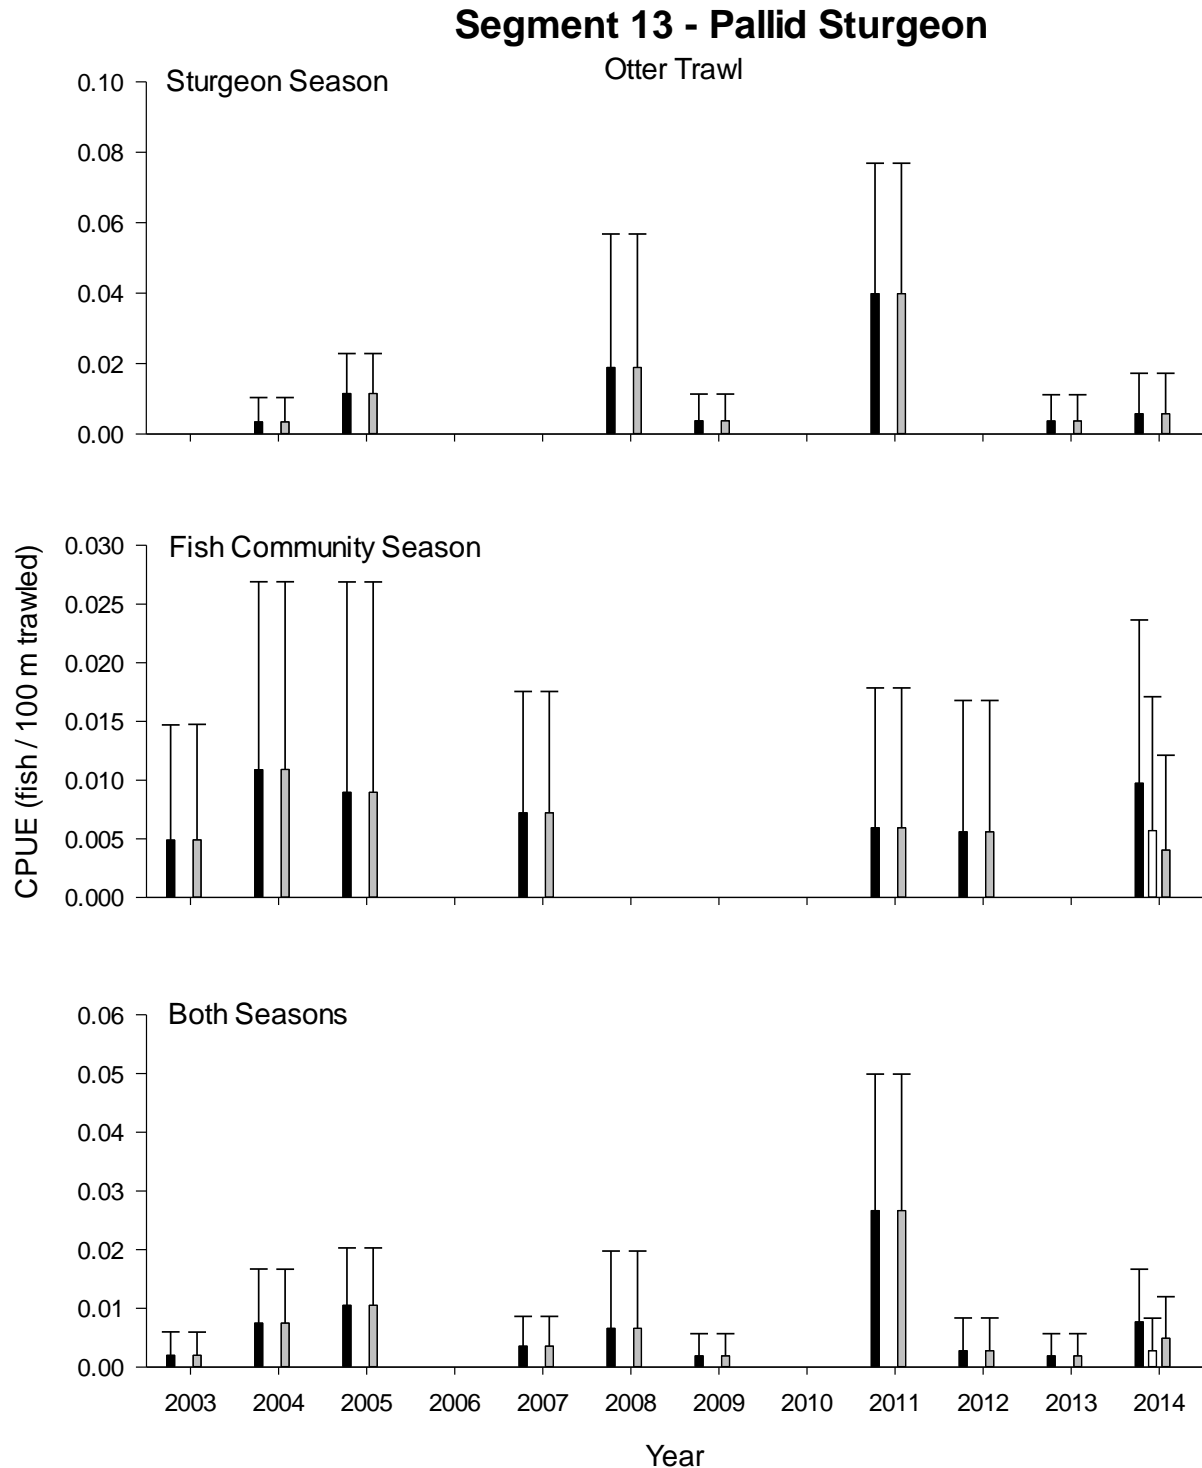 Segment 13 - Pallid Sturgeon
Otter Trawl
Sturgeon Season
0.10
0.08
0.06
0.04
0.02
0.00
Fish Community Season
0.030
0.025
0.020
0.015
0.010
0.005
0.000
CPUE (fish / 100 m trawled)
Both Seasons
0.06
0.05
0.04
0.03
0.02
0.01
0.00
2003 2004 2005 2006 2007 2008 2009 2010 2011 2012 2013 2014
Year